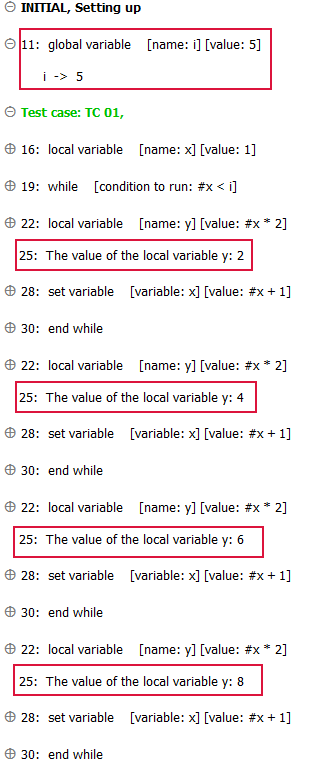 INITIAL, Setting up
11: global variable [name: i] [value: 5]
i -> 5
Test case: TC 01,
16: local variable [name: x] [value: 1]
19: while [condition to run: #x < i]
22: local variable [name: y] [value: #x * 2]
25: The value of the local variable y: 2
28: set variable [variable: x] [value: #x + 1]
30: end while
22: local variable [name: y] [value: #x * 2]
25: The value of the local variable y: 4
28: set variable [variable: x] [value: #x + 1]
30: end while
22: local variable [name: y] [value: #x * 2]
25: The value of the local variable y: 6
28: set variable [variable: x] [value: #x + 1]
30: end while
22: local variable [name: y] [value: #x * 2]
25: The value of the local variable y: 8
28: set variable [variable: x] [value: #x + 1]
30: end while